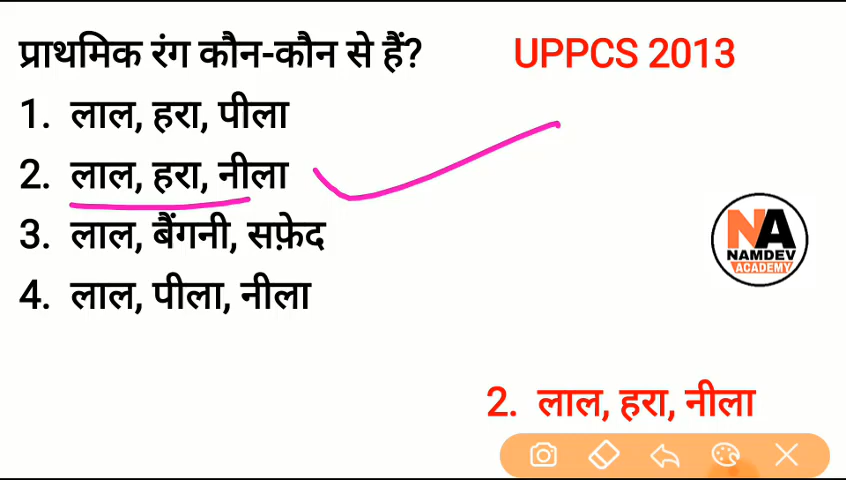 प्राथमिक रंग कौन-कौन से हैं? UPPCS 2013
1. लाल, हरा, पीला
2. लाल, हरा, नीला
3. लाल, बैंगनी, सफ़ेद
NA
NAMDEV
ACADEMY
4. लाल, पीला, नीला
2. लाल, हरा, नीला